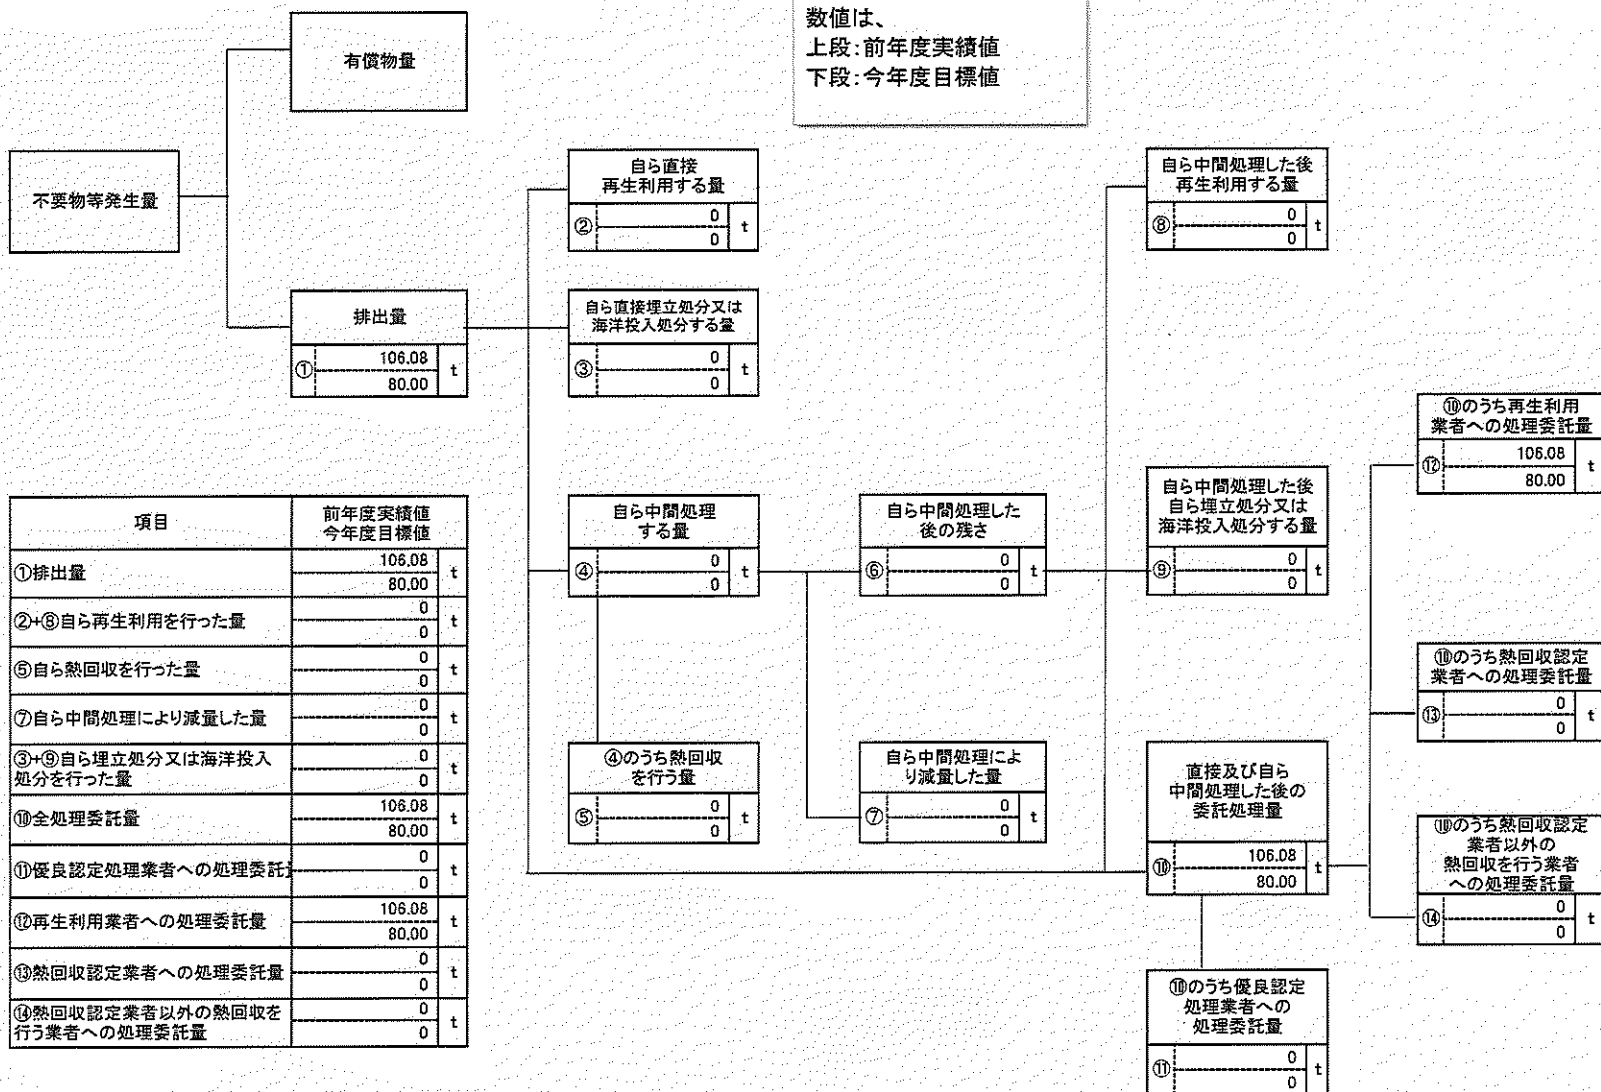 数値は、
上段:前年度実績値
下段:今年度目標値
有償物量
不要物等発生量
排出量
① 106.08 t
80.00
自ら直接
再生利用する量
② 0 t
0
自ら直接埋立処分又は
海洋投入処分する量
③ 0 t
0
自ら中間処理
する量
④ 0 t
0
④のうち熱回収
を行う量
⑤ 0 t
0
自ら中間処理した
後の残さ
⑥ 0 t
0
自ら中間処理によ
り減量した量
⑦ 0 t
0
自ら中間処理した後
再生利用する量
⑧ 0 t
0
自ら中間処理した後
自ら埋立処分又は
海洋投入処分する量
⑨ 0 t
0
直接及び自ら
中間処理した後の
委託処理量
⑩ 106.08 t
80.00
⑩のうち優良認定
処理業者への
処理委託量
⑪ 0 t
0
⑩のうち再生利用
業者への処理委託量
⑫ 106.08 t
80.00
⑩のうち熱回収認定
業者への処理委託量
⑬ 0 t
0
⑩のうち熱回収認定
業者以外の
熱回収を行う業者
への処理委託量
⑭ 0 t
0
項目 前年度実績値
今年度目標値
①排出量 106.08 t
80.00
②+⑧自ら再生利用を行った量 0 t
0
⑤自ら熱回収を行った量 0 t
0
⑦自ら中間処理により減量した量 0 t
0
③+⑨自ら埋立処分又は海洋投入
処分を行った量 0 t
0
⑩全処理委託量 106.08 t
80.00
⑪優良認定処理業者への処理委託 0 t
0
⑫再生利用業者への処理委託量 106.08 t
80.00
⑬熱回収認定業者への処理委託量 0 t
0
⑭熱回収認定業者以外の熱回収を
行う業者への処理委託量 0 t
0